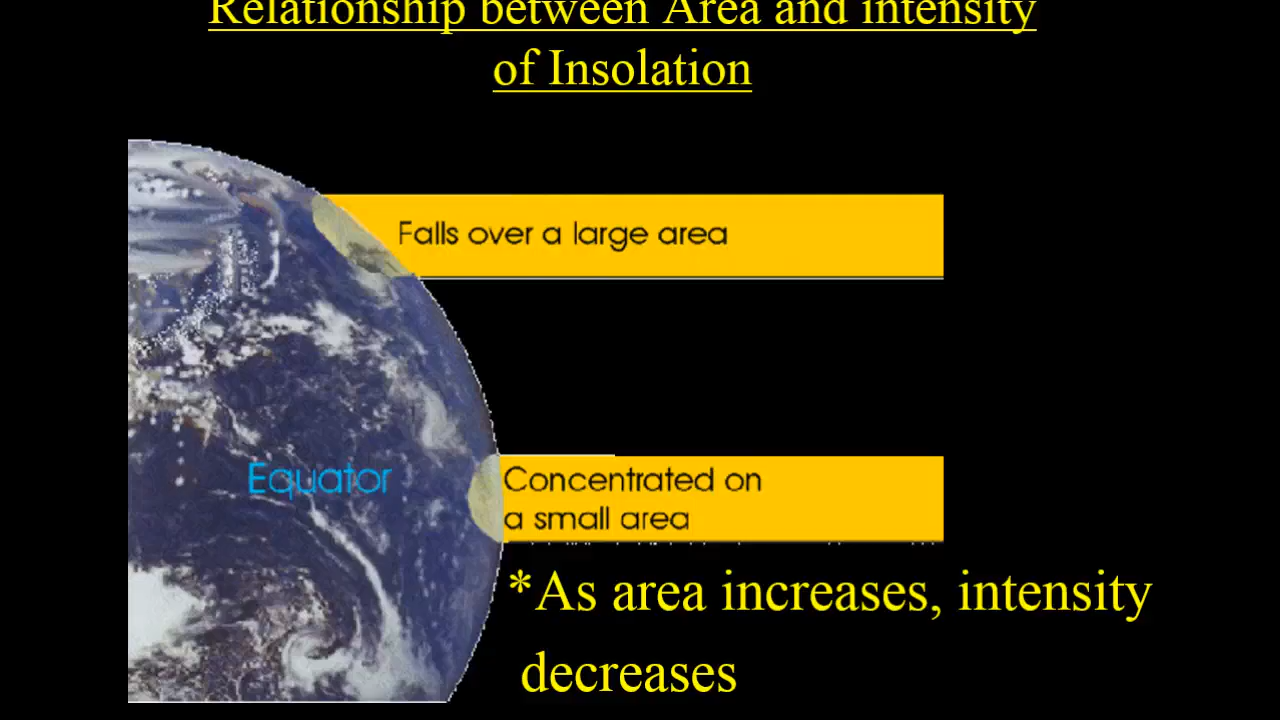 Relationship between Area and intensity
of Insolation
Falls over a large area
Equator
Concentrated on
a small area
*As area increases, intensity
decreases